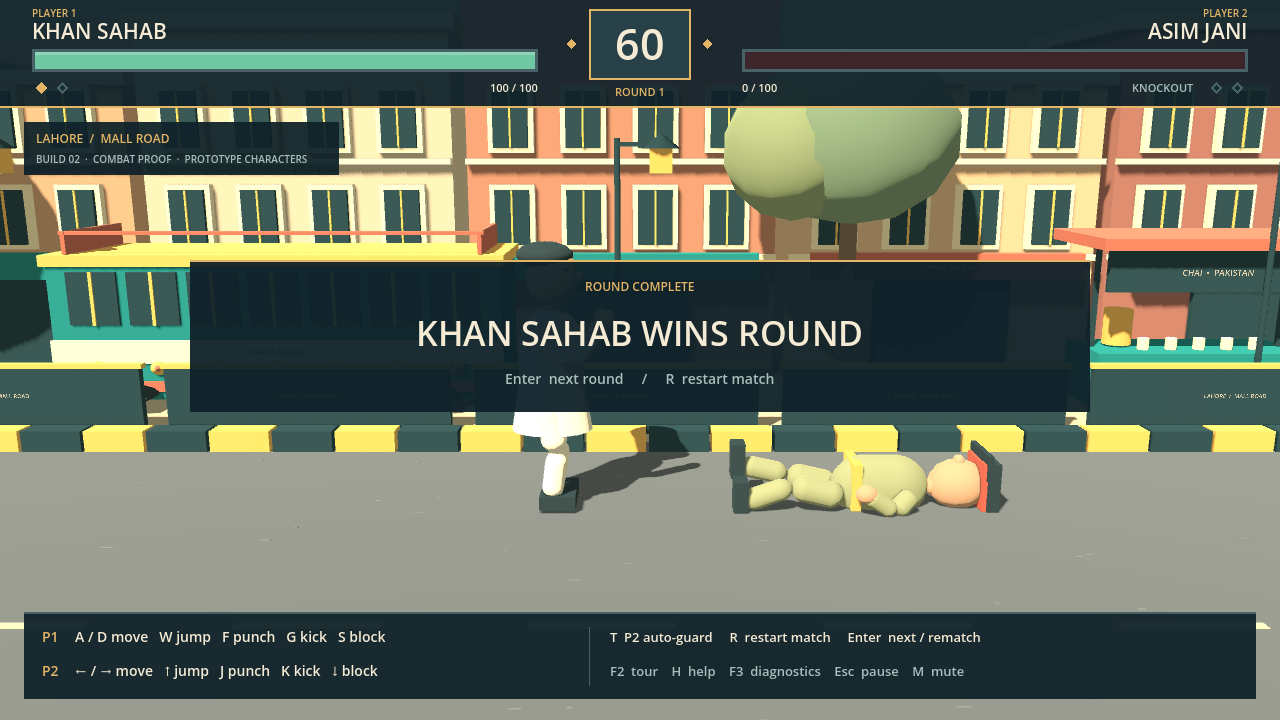 PLAYER 1
KHAN SAHAB
100 / 100
60
ROUND 1
PLAYER 2
ASIM JANI
0 / 100
KNOCKOUT
LAHORE / MALL ROAD
BUILD 02 · COMBAT PROOF · PROTOTYPE CHARACTERS
CHAI • PAKISTAN
ROUND COMPLETE
KHAN SAHAB WINS ROUND
Enter next round / R restart match
MALL ROAD
LAHORE / MALL ROAD
P1 A / D move W jump F punch G kick S block
P2 ← / → move ↑ jump J punch K kick ↓ block
T P2 auto-guard R restart match Enter next / rematch
F2 tour H help F3 diagnostics Esc pause M mute